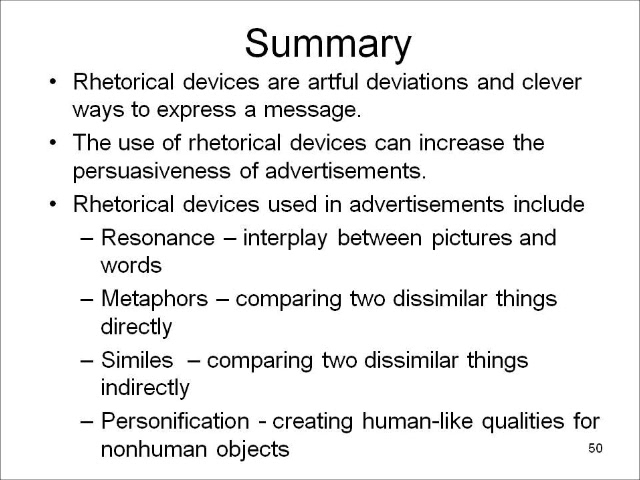 Summary
• Rhetorical devices are artful deviations and clever
ways to express a message.
• The use of rhetorical devices can increase the
persuasiveness of advertisements.
• Rhetorical devices used in advertisements include
– Resonance – interplay between pictures and
words
– Metaphors – comparing two dissimilar things
directly
– Similes – comparing two dissimilar things
indirectly
– Personification - creating human-like qualities for
nonhuman objects
50